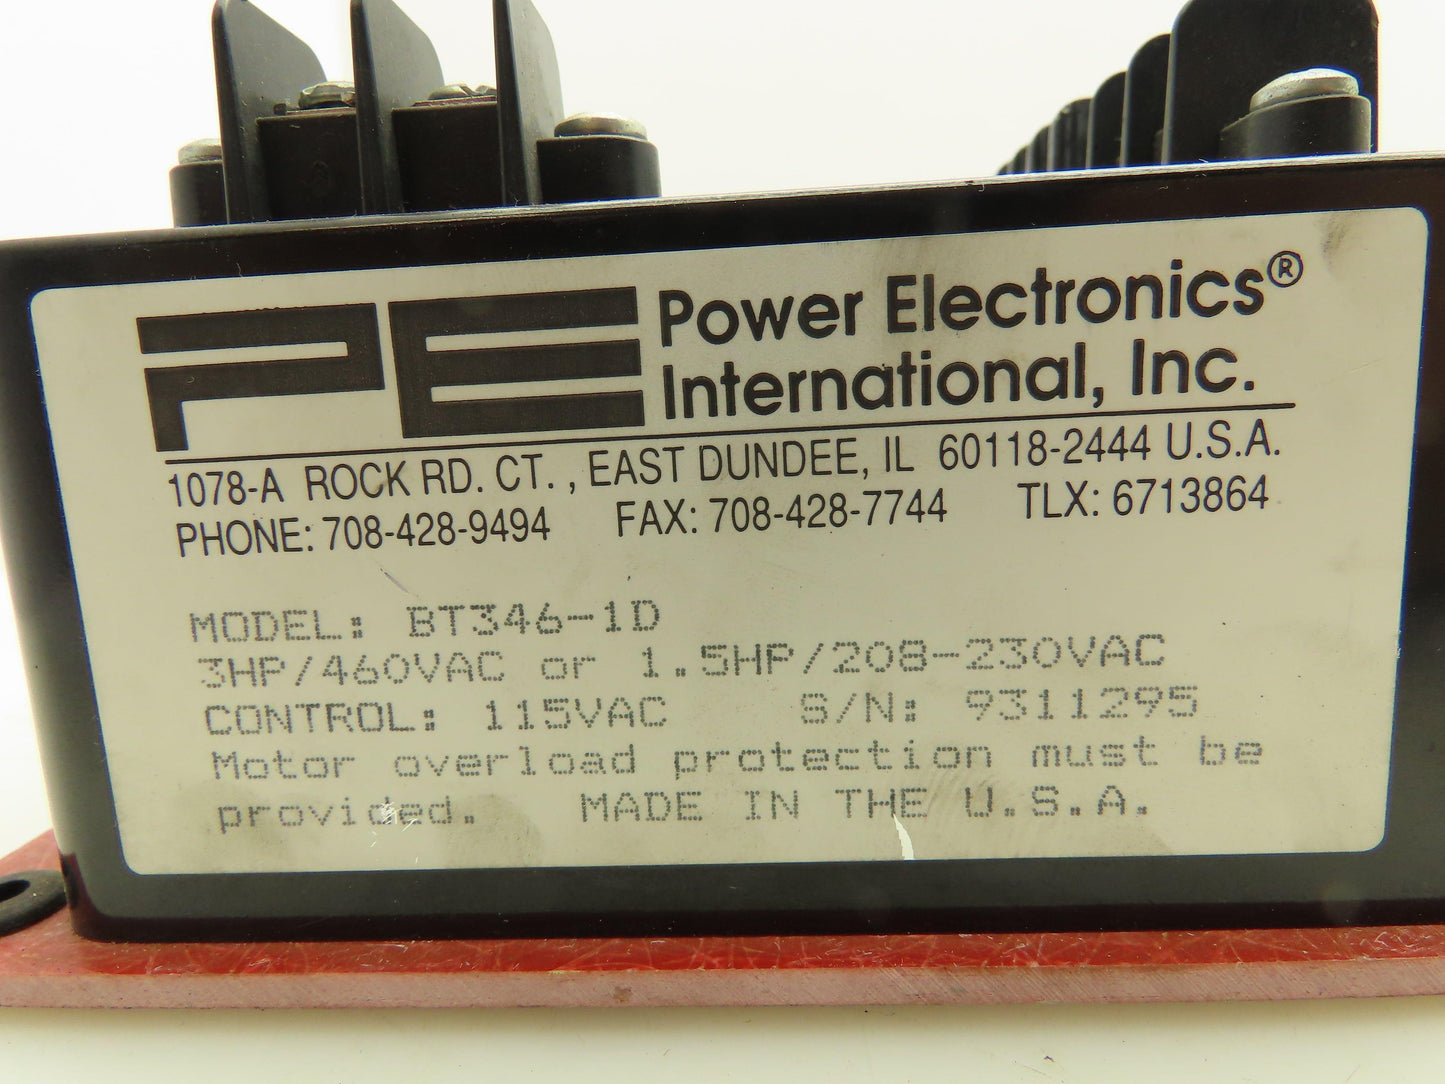 PE Power Electronics®
International, Inc.
1078-A ROCK RD. CT. , EAST DUNDEE, IL 60118-2444 U.S.A.
PHONE: 708-428-9494 FAX: 708-428-7744 TLX: 6713864
MODEL: BT346-1D
3HP/460VAC or 1.5HP/208-230VAC
CONTROL: 115VAC S/N: 9311295
Motor overload protection must be
provided. MADE IN THE U.S.A.